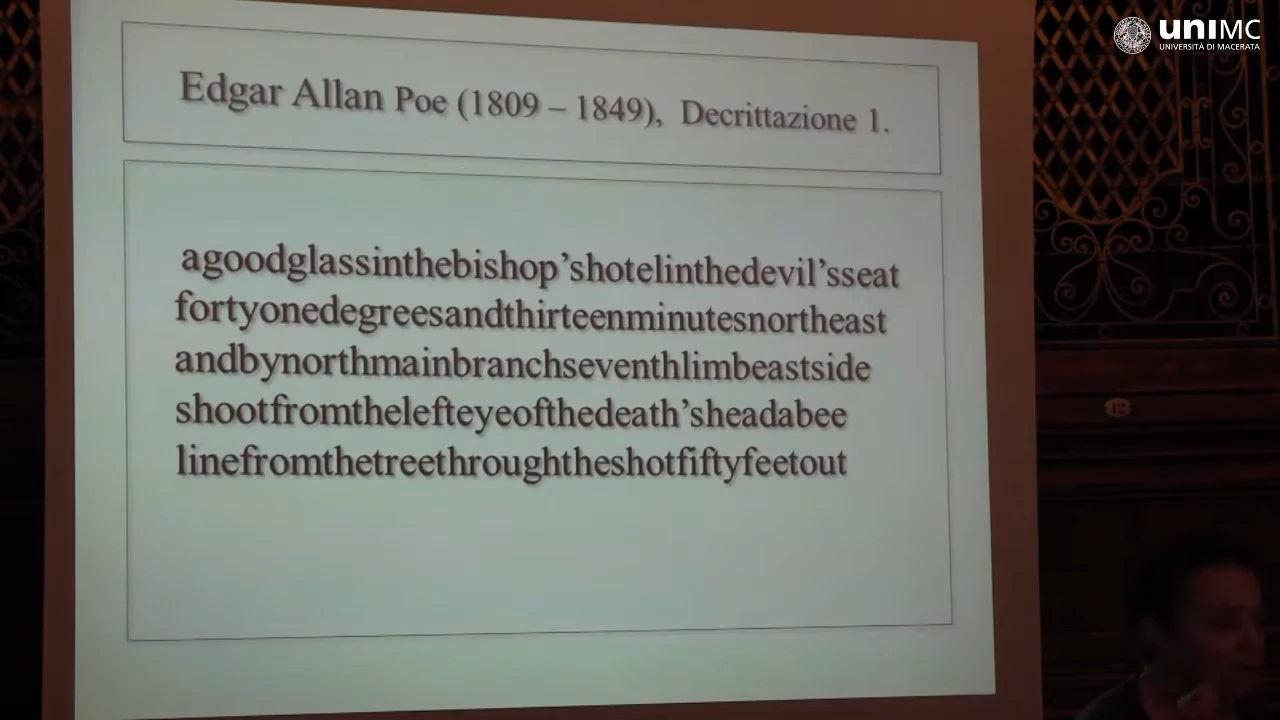 uniMC
UNIVERSITÀ DI MACERATA
Edgar Allan Poe (1809 – 1849), Decrittazione 1.
agoodglassinthebishop’shotelinthedevil’sseat
fortyonedegreesandthirteenminutesnortheast
andbynorthmainbranchseventhlimbeastside
shootfromthelefteyeofthedeath’sheadabee
linefromthetreethroughtheshotfiftyfeetout
12